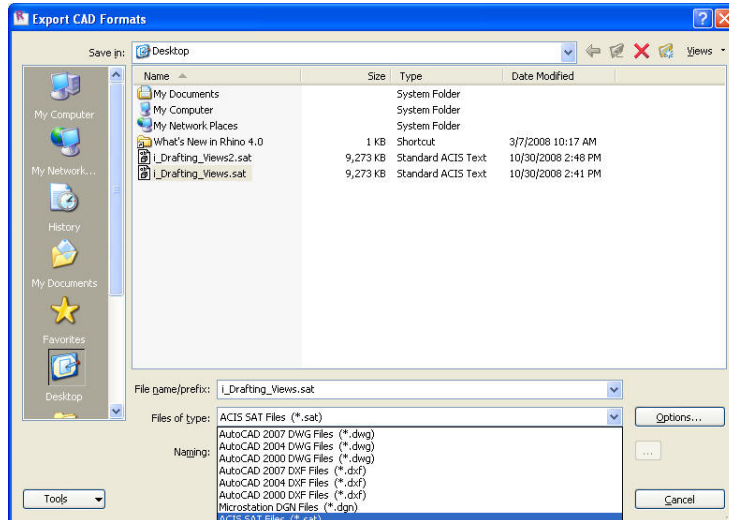 Export CAD Formats
Save in: Desktop
Views
Name Size Type Date Modified
My Documents System Folder
My Computer System Folder
My Network Places System Folder
What's New in Rhino 4.0 1 KB Shortcut 3/7/2008 10:17 AM
i_Drafting_Views2.sat 9,273 KB Standard ACIS Text 10/30/2008 2:48 PM
i_Drafting_Views.sat 9,273 KB Standard ACIS Text 10/30/2008 2:41 PM
My Computer
My Network...
History
My Documents
Favorites
Desktop
File name/prefix: i_Drafting_Views.sat
Files of type: ACIS SAT Files (*.sat)
Options...
AutoCAD 2007 DWG Files (*.dwg)
AutoCAD 2004 DWG Files (*.dwg)
Naming:
AutoCAD 2000 DWG Files (*.dwg)
...
AutoCAD 2007 DXF Files (*.dxf)
AutoCAD 2004 DXF Files (*.dxf)
AutoCAD 2000 DXF Files (*.dxf)
Microstation DGN Files (*.dgn)
ACIS SAT Files (*.sat)
Tools
Cancel